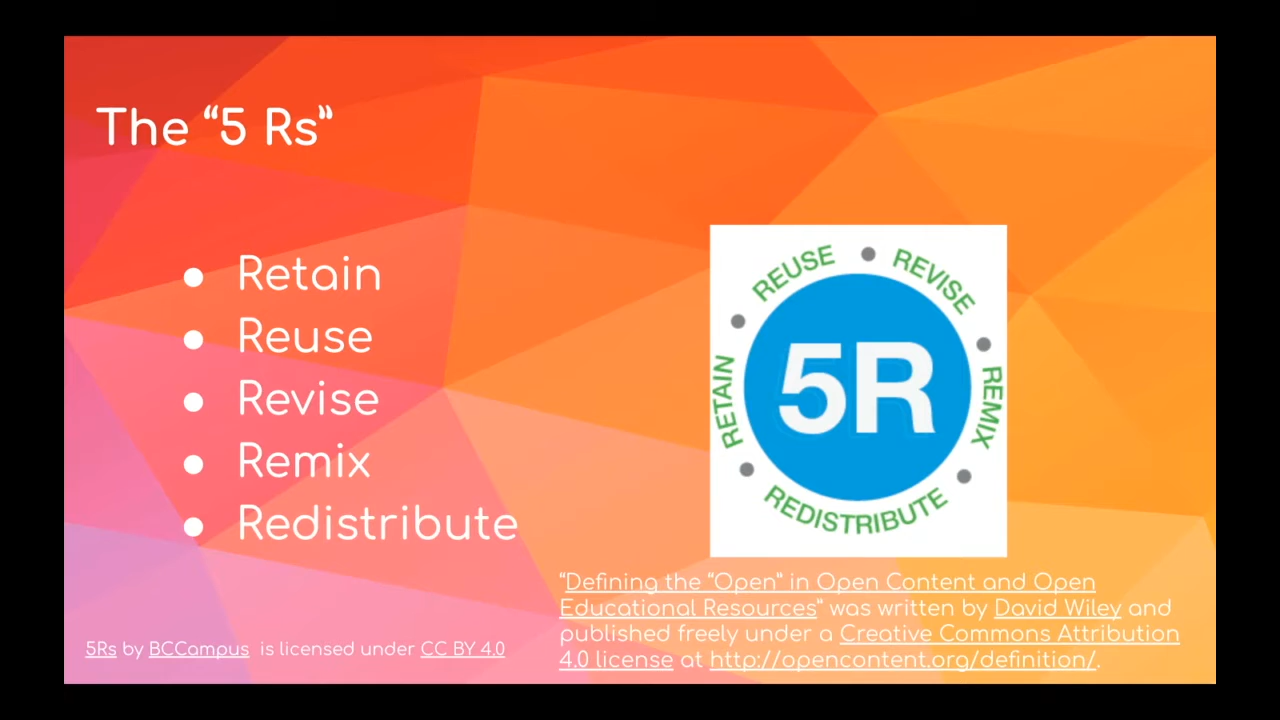 The “5 Rs”
● Retain
● Reuse
● Revise
● Remix
● Redistribute
RETAIN
REUSE
REVISE
REMIX
REDISTRIBUTE
5R
“Defining the “Open” in Open Content and Open
Educational Resources” was written by David Wiley and
published freely under a Creative Commons Attribution
4.0 license at http://opencontent.org/definition/.
5Rs by BCCampus is licensed under CC BY 4.0